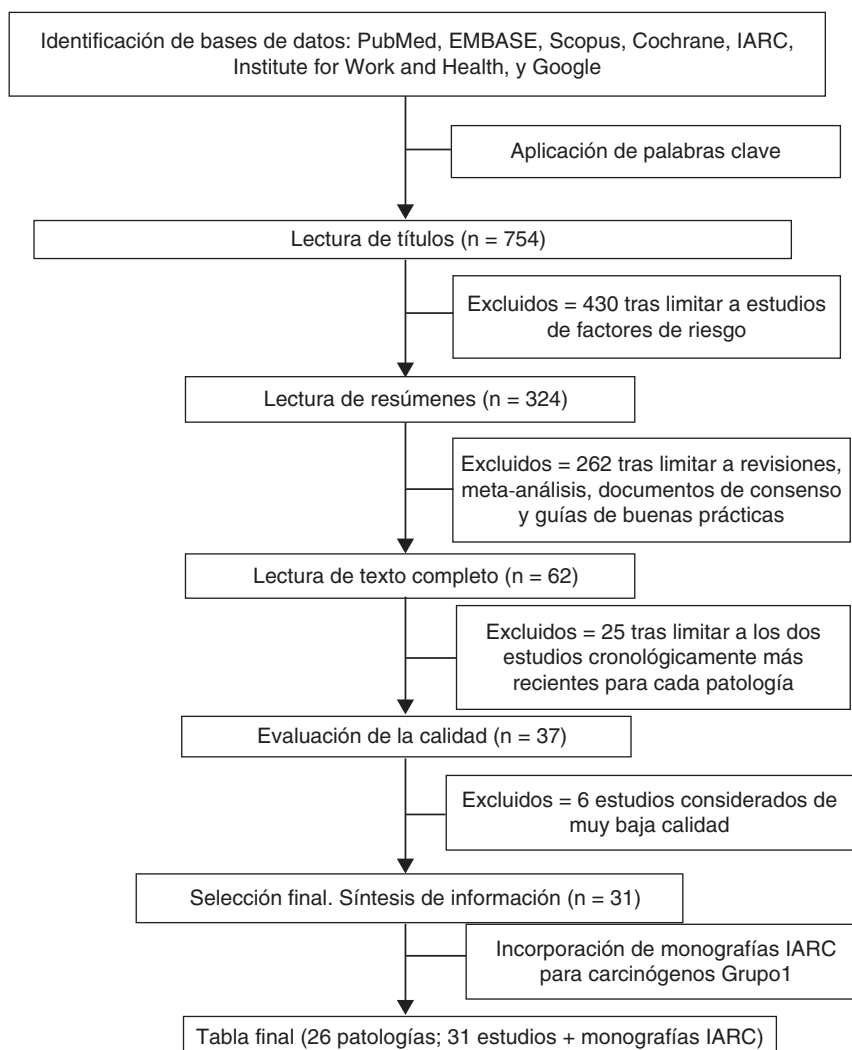 Identificación de bases de datos: PubMed, EMBASE, Scopus, Cochrane, IARC,
Institute for Work and Health, y Google
Aplicación de palabras clave
Lectura de títulos (n = 754)
Excluidos = 430 tras limitar a estudios
de factores de riesgo
Lectura de resúmenes (n = 324)
Excluidos = 262 tras limitar a revisiones,
meta-análisis, documentos de consenso
y guías de buenas prácticas
Lectura de texto completo (n = 62)
Excluidos = 25 tras limitar a los dos
estudios cronológicamente más
recientes para cada patología
Evaluación de la calidad (n = 37)
Excluidos = 6 estudios considerados de
muy baja calidad
Selección final. Síntesis de información (n = 31)
Incorporación de monografías IARC
para carcinógenos Grupo1
Tabla final (26 patologías; 31 estudios + monografías IARC)